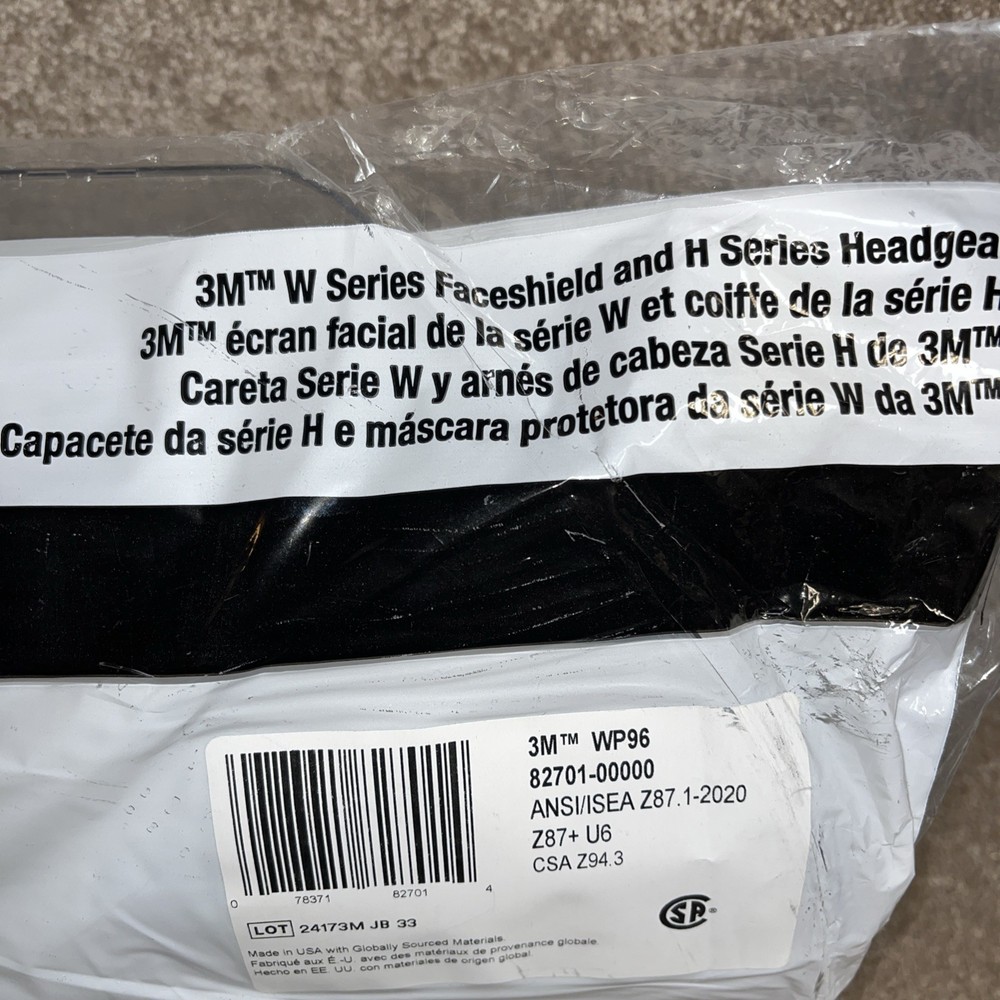 3M™ W Series Faceshield and H Series Headgea
3M™ écran facial de la série W et coiffe de la série H
Careta Serie W y arnés de cabeza Serie H de 3M™
Capacete da série H e máscara protetora da série W da 3M™
3M™ WP96
82701-00000
ANSI/ISEA Z87.1-2020
Z87+ U6
CSA Z94.3
0 78371 82701 4
LOT 24173M JB 33
Made in USA with Globally Sourced Materials.
Fabriqué aux É.-U. avec des matériaux de provenance globale.
Hecho en EE. UU. con materiales de origen global